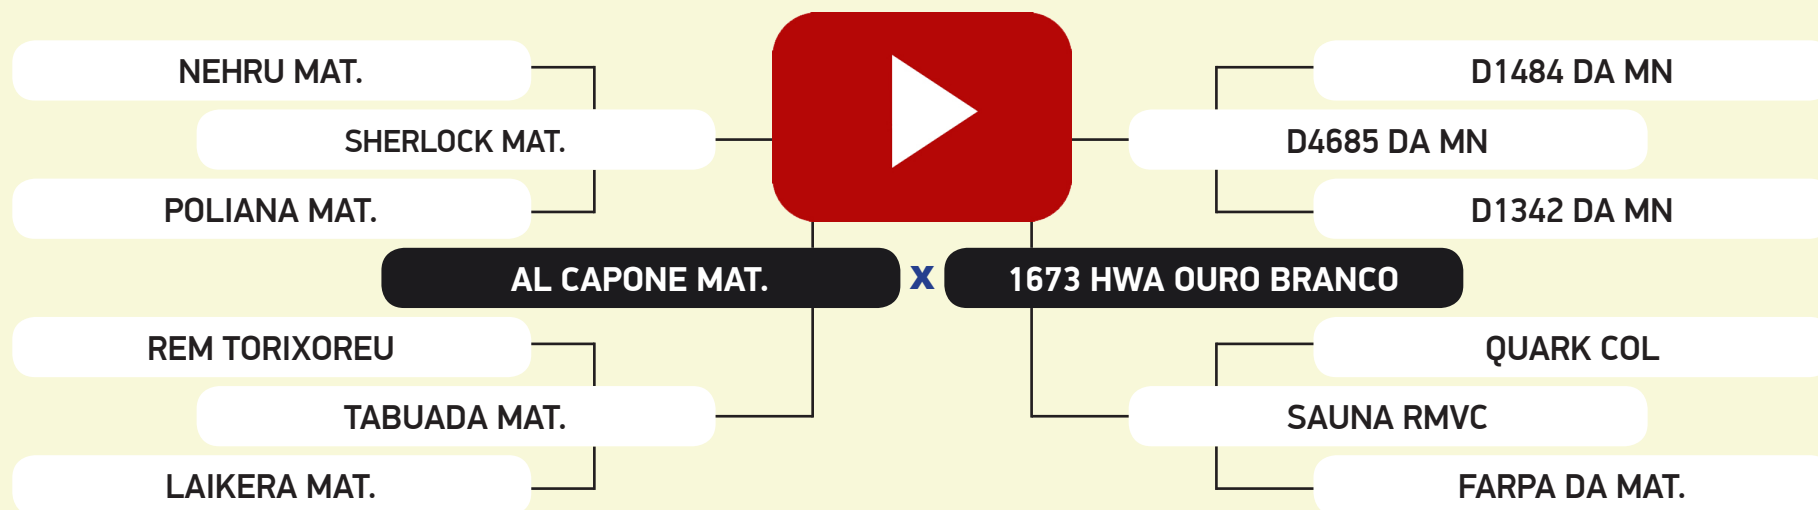 NEHRU MAT.
D1484 DA MN
SHERLOCK MAT.
D4685 DA MN
POLIANA MAT.
D1342 DA MN
AL CAPONE MAT. X 1673 HWA OURO BRANCO
REM TORIXOREU
QUARK COL
TABUADA MAT.
SAUNA RMVC
LAIKERA MAT.
FARPA DA MAT.